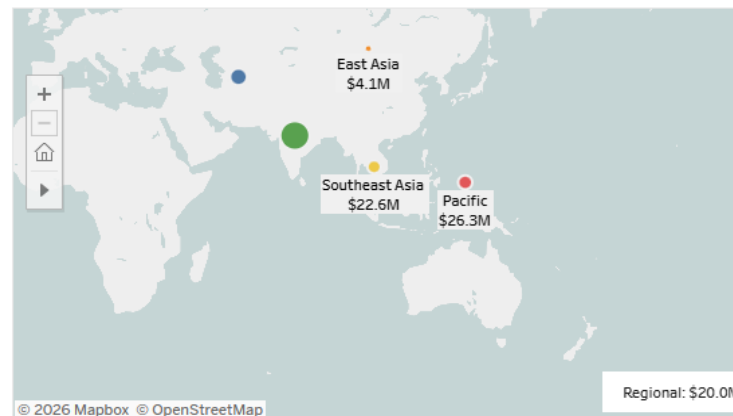 East Asia
$4.1M
Southeast Asia
$22.6M
Pacific
$26.3M
Regional: $20.0M
© 2026 Mapbox © OpenStreetMap